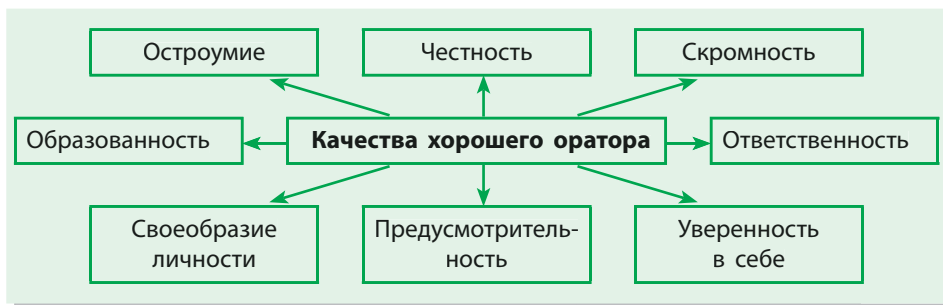 Остроумие
Честность
Скромность
Образованность
Качества хорошего оратора
Ответственность
Своеобразие
личности
Предусмотритель-
ность
Уверенность
в себе